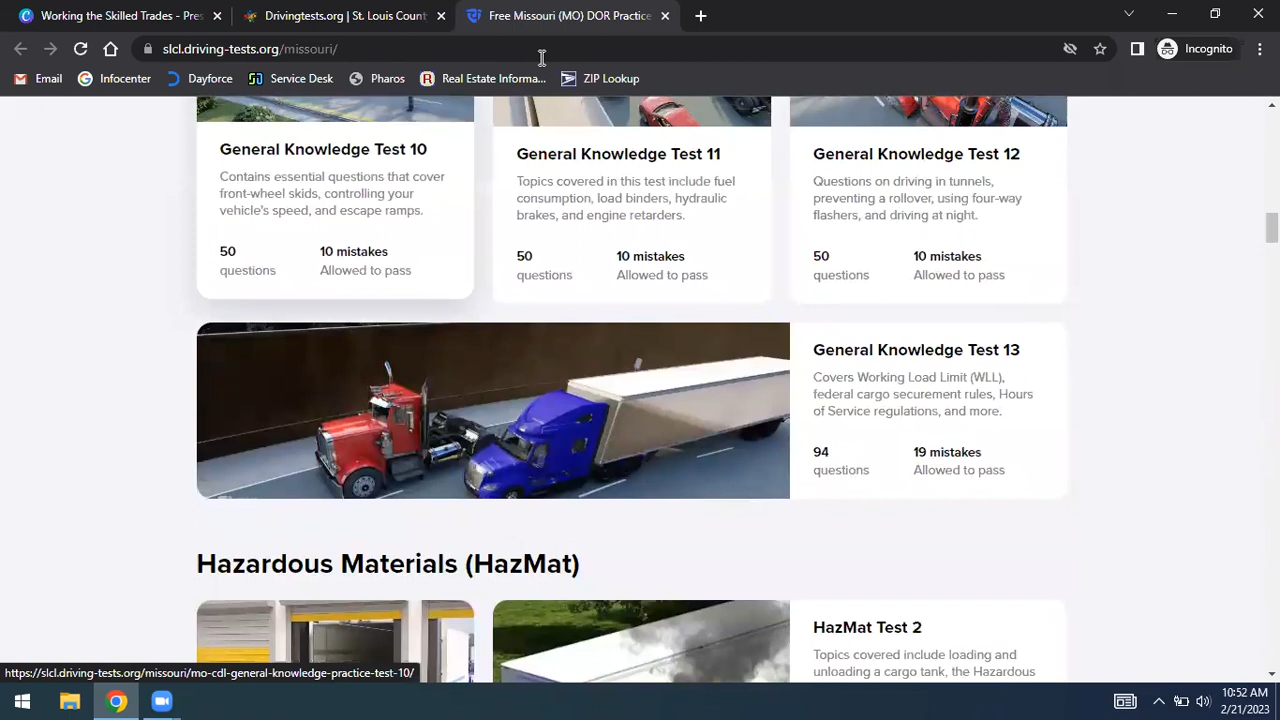 Working the Skilled Trades - Pres
Drivingtests.org | St. Louis Count
Free Missouri (MO) DOR Practice
slcl.driving-tests.org/missouri/
Incognito
Email
Infocenter
Dayforce
Service Desk
Pharos
Real Estate Informa...
ZIP Lookup
General Knowledge Test 10
Contains essential questions that cover
front-wheel skids, controlling your
vehicle's speed, and escape ramps.
50
questions
10 mistakes
Allowed to pass
General Knowledge Test 11
Topics covered in this test include fuel
consumption, load binders, hydraulic
brakes, and engine retarders.
50
questions
10 mistakes
Allowed to pass
General Knowledge Test 12
Questions on driving in tunnels,
preventing a rollover, using four-way
flashers, and driving at night.
50
questions
10 mistakes
Allowed to pass
General Knowledge Test 13
Covers Working Load Limit (WLL),
federal cargo securement rules, Hours
of Service regulations, and more.
94
questions
19 mistakes
Allowed to pass
Hazardous Materials (HazMat)
HazMat Test 2
Topics covered include loading and
unloading a cargo tank, the Hazardous
https://slcl.driving-tests.org/missouri/mo-cdl-general-knowledge-practice-test-10/
10:52 AM
2/21/2023